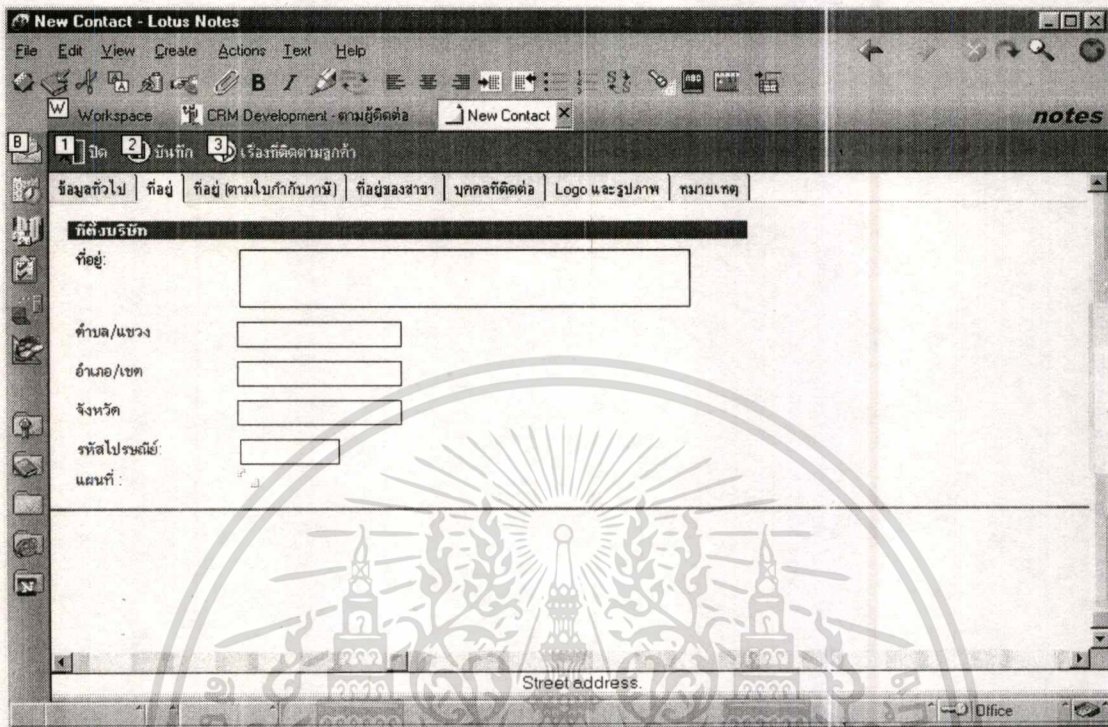 New Contact - Lotus Notes
File Edit View Create Actions Text Help
Workspace CRM Development - ตามผู้ติดต่อ New Contact notes
B 1 ปิด 2 บันทึก 3 เรื่องที่ติดตามลูกค้า
ข้อมูลทั่วไป ที่อยู่ ที่อยู่ (ตามใบกำกับภาษี) ที่อยู่ของสาขา บุคคลที่ติดต่อ Logo และรูปภาพ หมายเหตุ
ที่ตั้งบริษัท
ที่อยู่:
ตำบล/แขวง
อำเภอ/เขต
จังหวัด
รหัสไปรษณีย์:
แผนที่ :
Street address.
Office